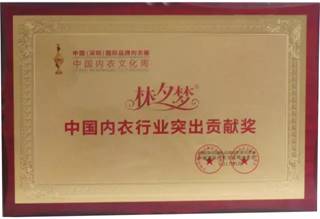 中国(深圳)国际品牌内衣展
中国内衣文化周
林夕梦®
中国内衣行业突出贡献奖